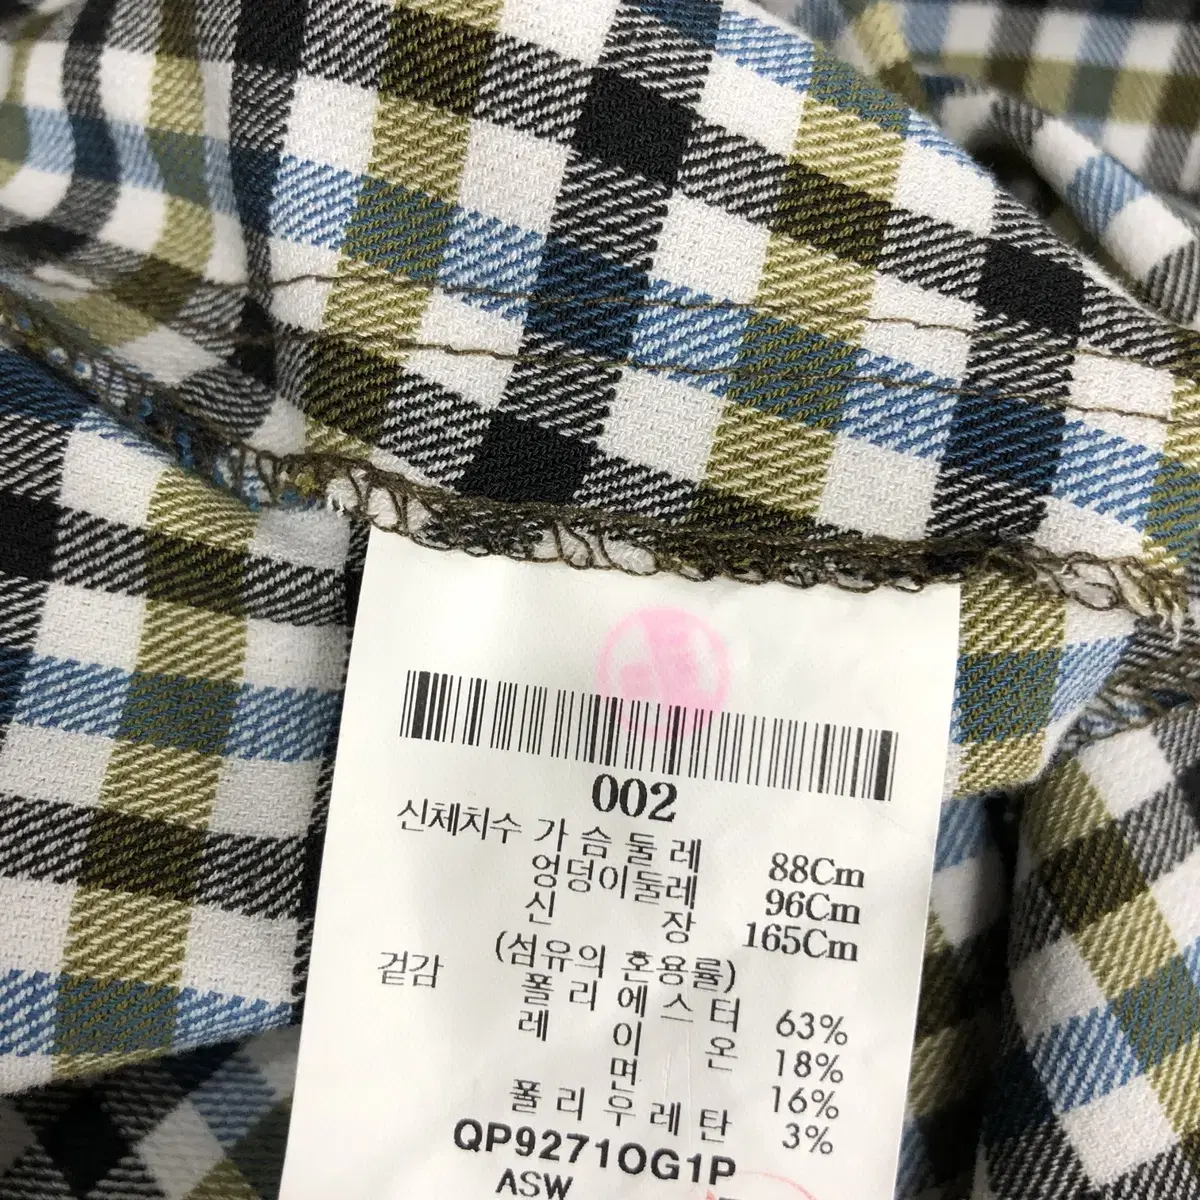 002
신체치수 가슴둘레 88Cm
엉덩이둘레 96Cm
신 장 165Cm
(섬유의 혼용률)
겉감 폴리에스터 63%
레이온 18%
면 16%
폴리우레탄 3%
QP9271OG1P
ASW